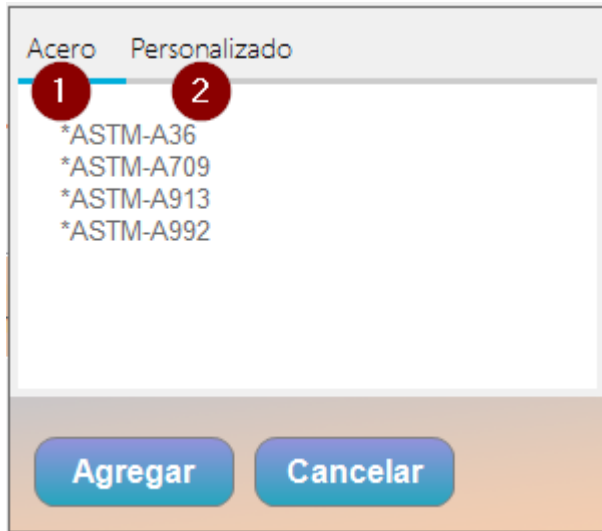 Acero Personalizado
1 2
*ASTM-A36
*ASTM-A709
*ASTM-A913
*ASTM-A992
Agregar Cancelar